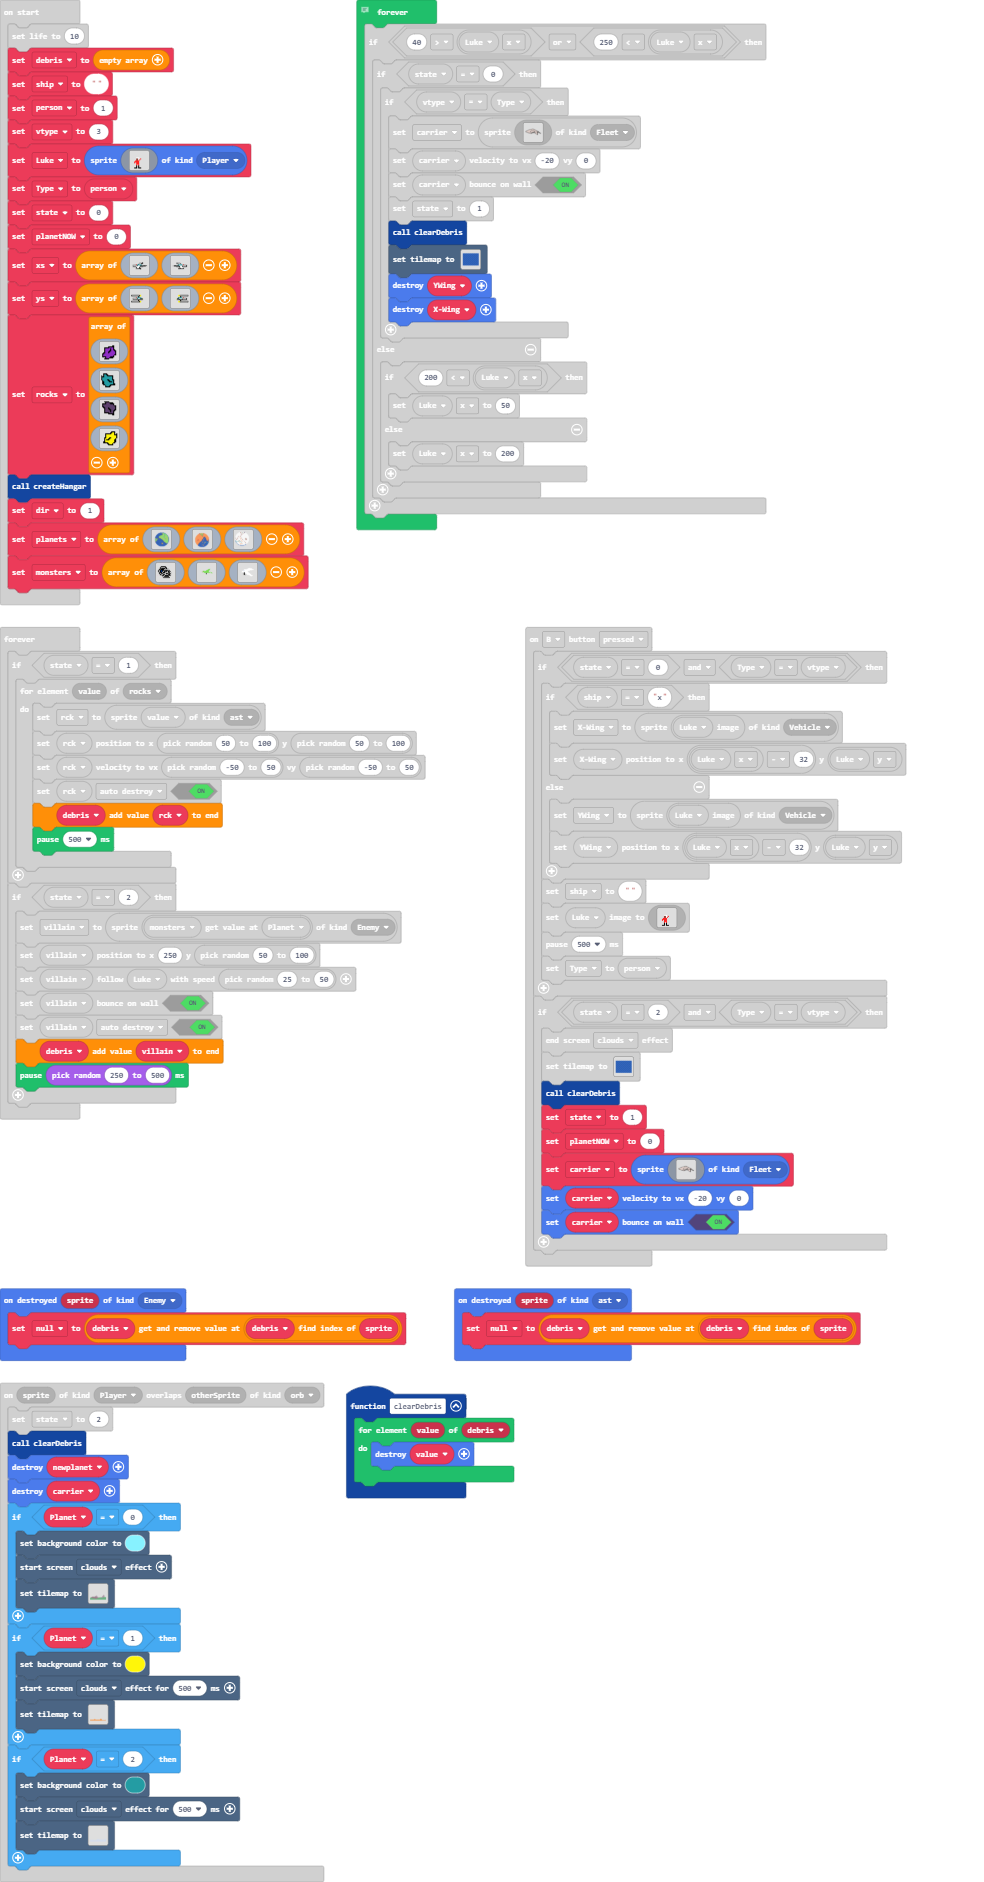 on start
set life to 10
set debris to empty array
set ship to " "
set person to 1
set vtype to 3
set Luke to sprite of kind Player
set Type to person
set state to 0
set planetNOW to 0
set xs to array of
set ys to array of
array of
set rocks to
call createHangar
set dir to 1
set planets to array of
set monsters to array of
forever
if 40 > Luke x or 250 < Luke x then
if state = 0 then
if vtype = Type then
set carrier to sprite of kind Fleet
set carrier velocity to vx -20 vy 0
set carrier bounce on wall ON
set state to 1
call clearDebris
set tilemap to
destroy YWing
destroy X-Wing
else
if 200 < Luke x then
set Luke x to 50
else
set Luke x to 200
forever
if state = 1 then
for element value of rocks
do
set rck to sprite value of kind ast
set rck position to x pick random 50 to 100 y pick random 50 to 100
set rck velocity to vx pick random -50 to 50 vy pick random -50 to 50
set rck auto destroy ON
debris add value rck to end
pause 500 ms
if state = 2 then
set villain to sprite monsters get value at Planet of kind Enemy
set villain position to x 250 y pick random 50 to 100
set villain follow Luke with speed pick random 25 to 50
set villain bounce on wall ON
set villain auto destroy ON
debris add value villain to end
pause pick random 250 to 500 ms
on B button pressed
if state = 0 and Type = vtype then
if ship = "x" then
set X-Wing to sprite Luke image of kind Vehicle
set X-Wing position to x Luke x - 32 y Luke y
else
set YWing to sprite Luke image of kind Vehicle
set YWing position to x Luke x - 32 y Luke y
set ship to " "
set Luke image to
pause 500 ms
set Type to person
if state = 2 and Type = vtype then
end screen clouds effect
set tilemap to
call clearDebris
set state to 1
set planetNOW to 0
set carrier to sprite of kind Fleet
set carrier velocity to vx -20 vy 0
set carrier bounce on wall ON
on destroyed sprite of kind Enemy
set null to debris get and remove value at debris find index of sprite
on destroyed sprite of kind ast
set null to debris get and remove value at debris find index of sprite
on sprite of kind Player overlaps otherSprite of kind orb
set state to 2
call clearDebris
destroy newplanet
destroy carrier
if Planet = 0 then
set background color to
start screen clouds effect
set tilemap to
if Planet = 1 then
set background color to
start screen clouds effect for 500 ms
set tilemap to
if Planet = 2 then
set background color to
start screen clouds effect for 500 ms
set tilemap to
function clearDebris
for element value of debris
do destroy value